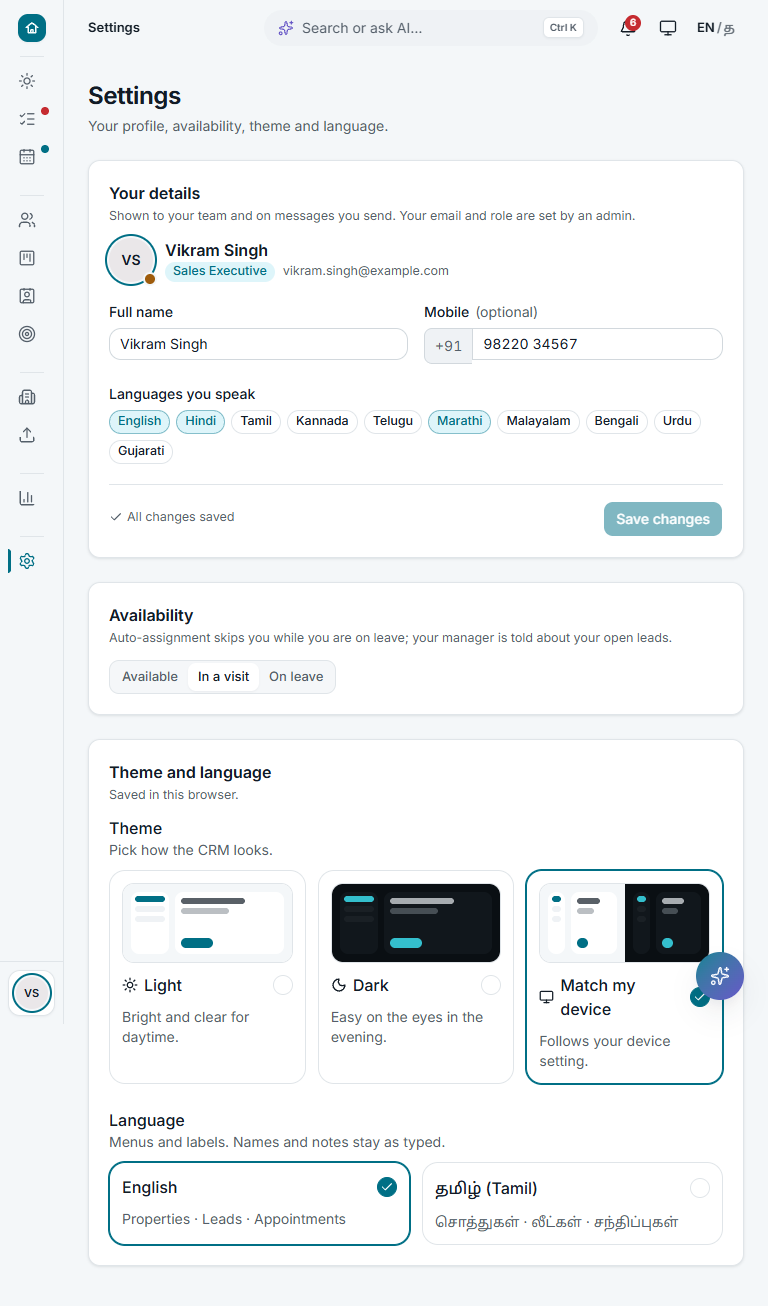 Settings
Search or ask AI...
Ctrl K
6
EN / த
Settings
Your profile, availability, theme and language.
Your details
Shown to your team and on messages you send. Your email and role are set by an admin.
VS
Vikram Singh
Sales Executive
vikram.singh@example.com
Full name
Mobile (optional)
Vikram Singh
+91
98220 34567
Languages you speak
English
Hindi
Tamil
Kannada
Telugu
Marathi
Malayalam
Bengali
Urdu
Gujarati
All changes saved
Save changes
Availability
Auto-assignment skips you while you are on leave; your manager is told about your open leads.
Available
In a visit
On leave
Theme and language
Saved in this browser.
Theme
Pick how the CRM looks.
Light
Bright and clear for
daytime.
Dark
Easy on the eyes in the
evening.
Match my
device
Follows your device
setting.
VS
Language
Menus and labels. Names and notes stay as typed.
English
Properties · Leads · Appointments
தமிழ் (Tamil)
சொத்துகள் · லீட்கள் · சந்திப்புகள்